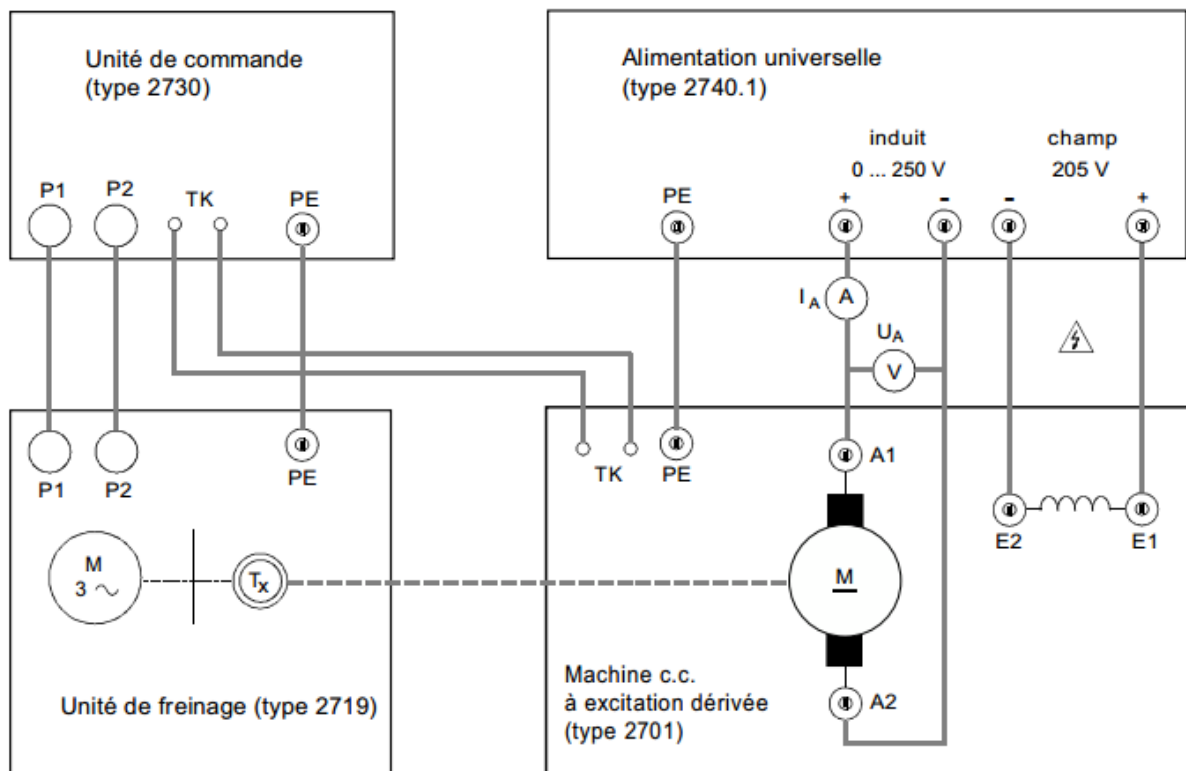 Unité de commande
(type 2730)
P1
P2
TK
PE
Alimentation universelle
(type 2740.1)
induit
0 ... 250 V
champ
205 V
PE
+
-
-
+
I A
A
U A
V
P1
P2
PE
M
3 ~
Tx
Unité de freinage (type 2719)
TK
PE
A1
M
A2
E2
E1
Machine c.c.
à excitation dérivée
(type 2701)